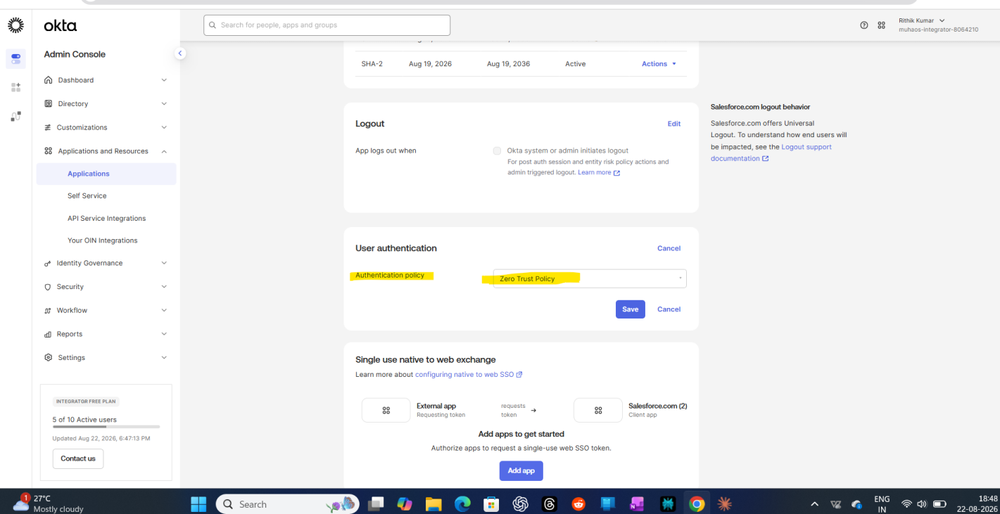 okta
Search for people, apps and groups
Rithik Kumar
muhaos-integrator-8064210
Admin Console
Dashboard
Directory
Customizations
Applications and Resources
Applications
Self Service
API Service Integrations
Your OIN Integrations
Identity Governance
Security
Workflow
Reports
Settings
INTEGRATOR FREE PLAN
5 of 10 Active users
Updated Aug 22, 2026, 6:47:13 PM
Contact us
SHA-2 Aug 19, 2026 Aug 19, 2036 Active Actions
Logout Edit
App logs out when
Okta system or admin initiates logout
For post auth session and entity risk policy actions and
admin triggered logout. Learn more
Salesforce.com logout behavior
Salesforce.com offers Universal
Logout. To understand how end users will
be impacted, see the Logout support
documentation
User authentication Cancel
Authentication policy Zero Trust Policy
Save Cancel
Single use native to web exchange
Learn more about configuring native to web SSO
External app
Requesting token
requests
token
Salesforce.com (2)
Client app
Add apps to get started
Authorize apps to request a single-use web SSO token.
Add app
1
27°C
Mostly cloudy
Search
ENG
IN
18:48
22-08-2026